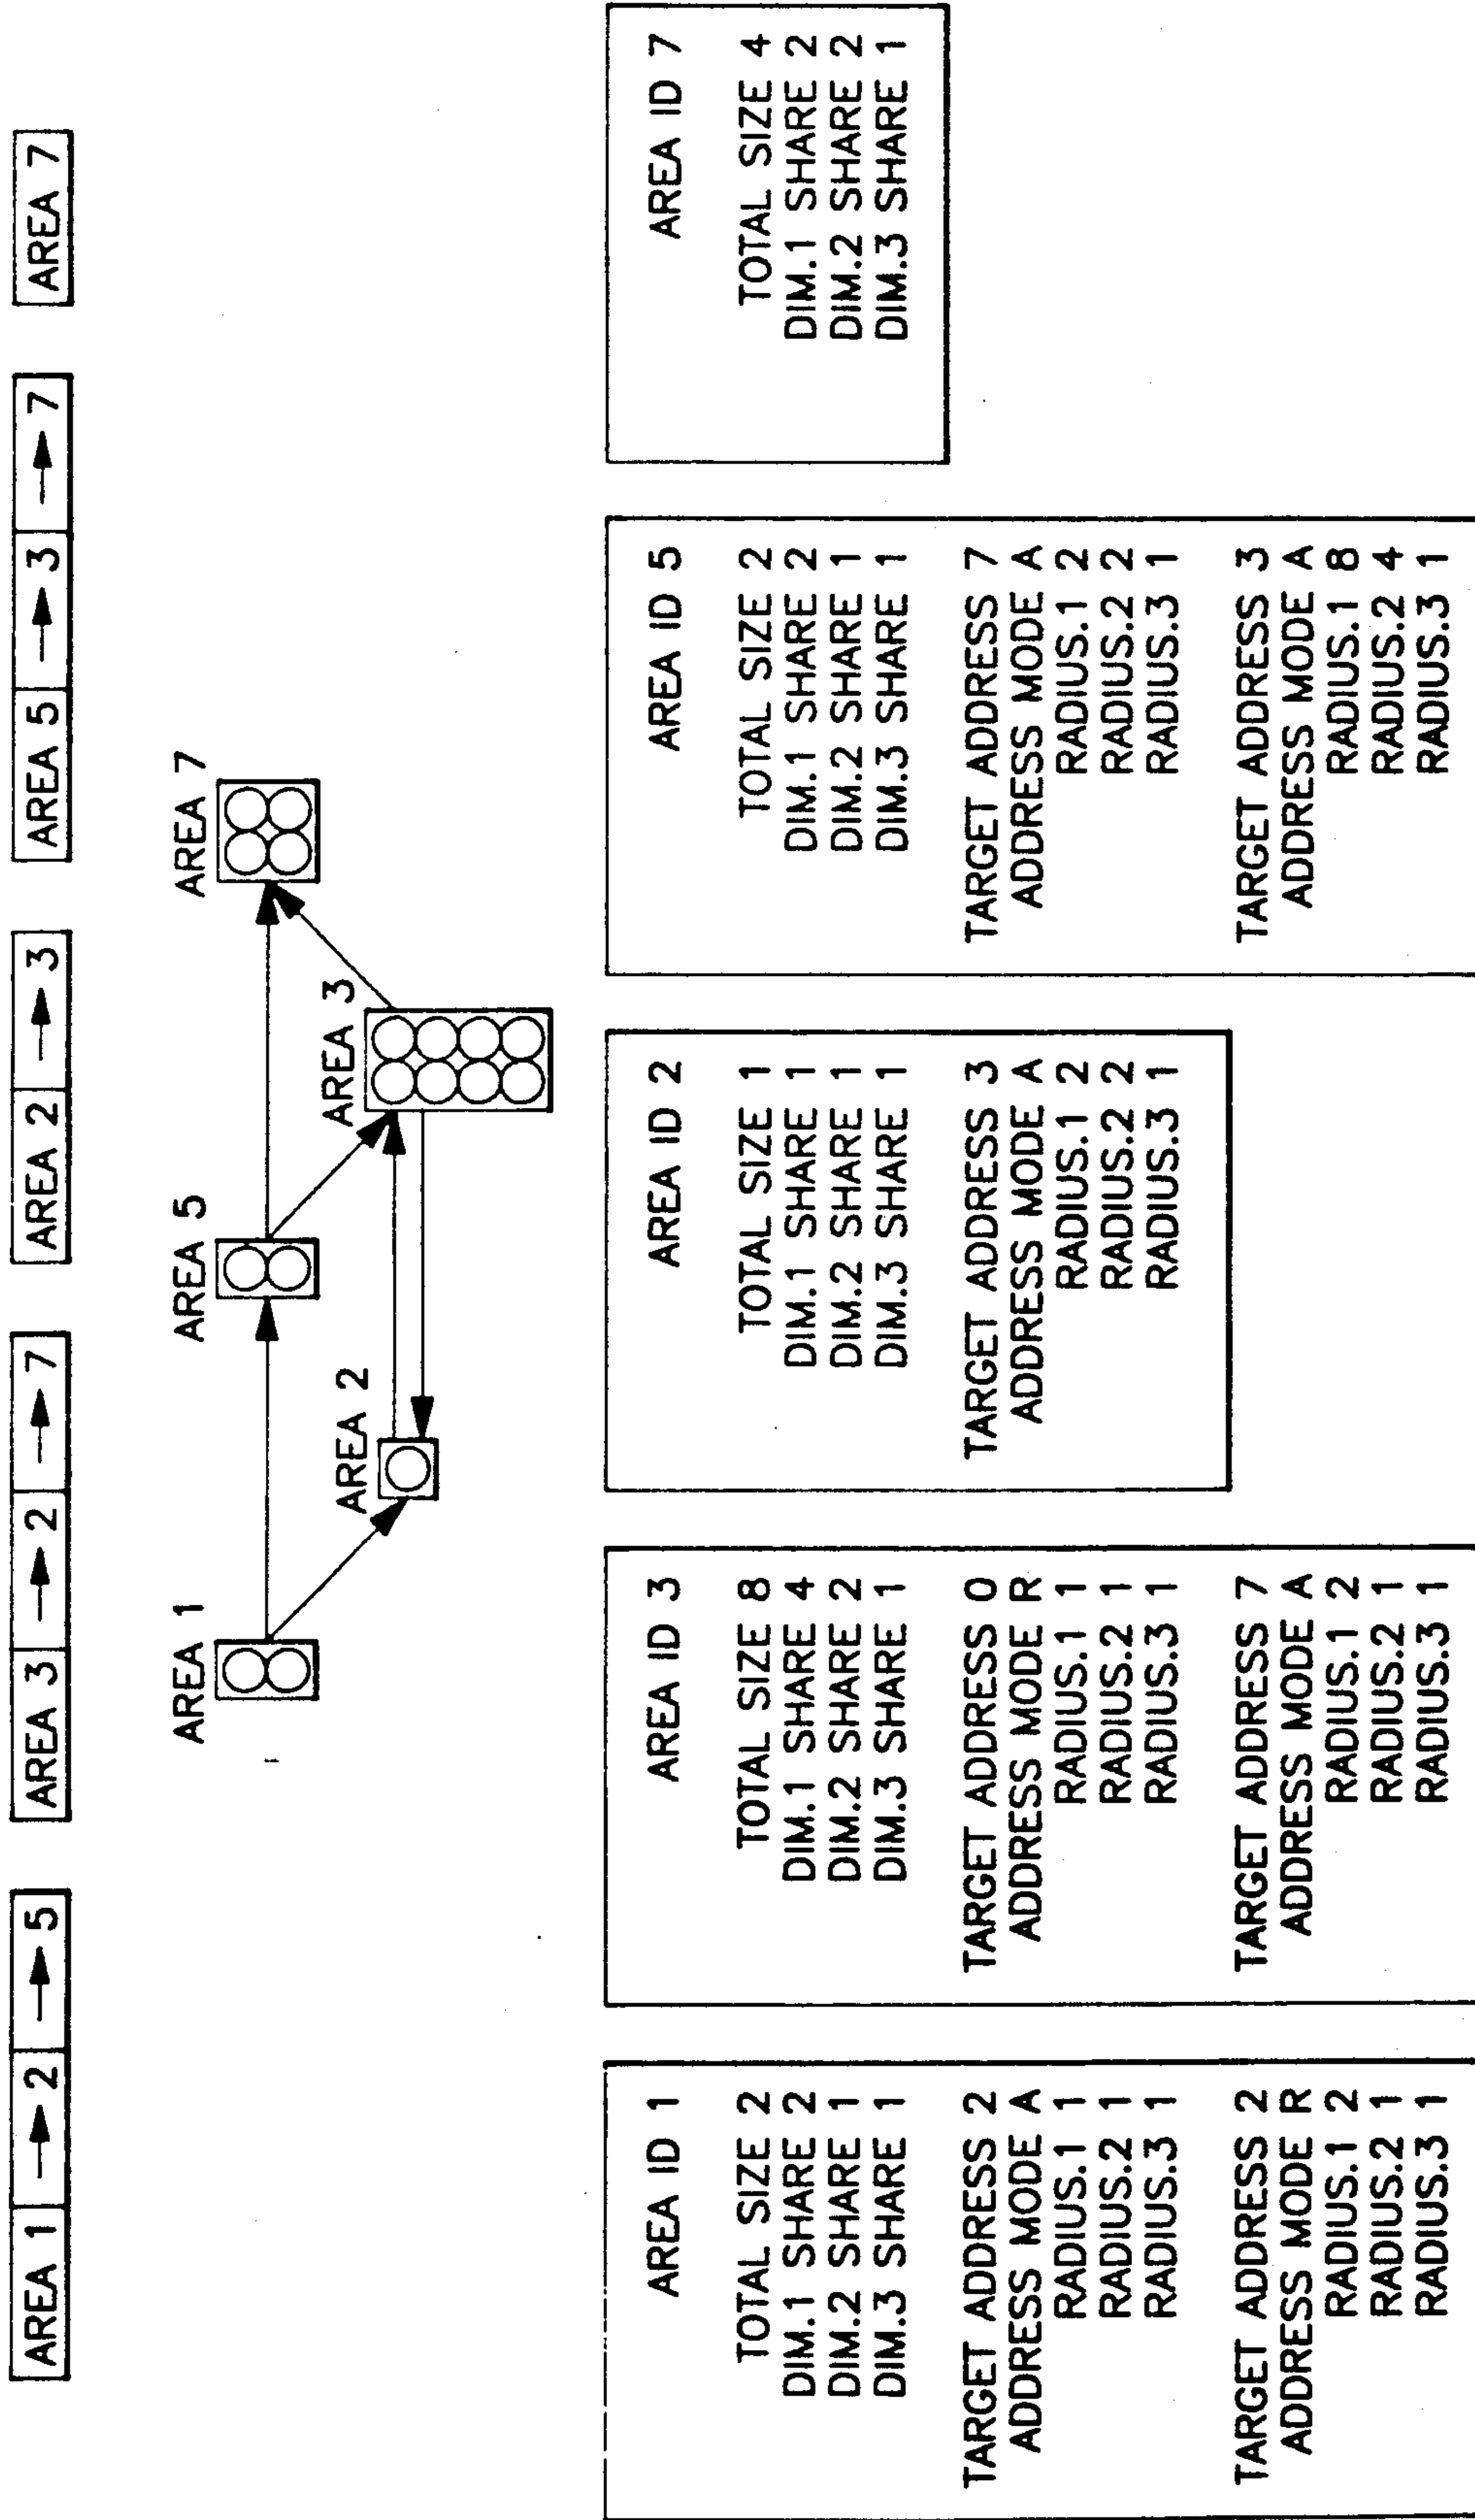 AREA 1 → 2 → 5
AREA 3 → 2 → 7
AREA 2 → 3
AREA 5 → 3 → 7
AREA 7
AREA 1
AREA 5
AREA 7
AREA 2
AREA 3
AREA ID 1
TOTAL SIZE 2
DIM.1 SHARE 2
DIM.2 SHARE 1
DIM.3 SHARE 1
TARGET ADDRESS 2
ADDRESS MODE A
RADIUS.1 1
RADIUS.2 1
RADIUS.3 1
TARGET ADDRESS 2
ADDRESS MODE R
RADIUS.1 2
RADIUS.2 1
RADIUS.3 1
AREA ID 3
TOTAL SIZE 8
DIM.1 SHARE 4
DIM.2 SHARE 2
DIM.3 SHARE 1
TARGET ADDRESS 0
ADDRESS MODE R
RADIUS.1 1
RADIUS.2 1
RADIUS.3 1
TARGET ADDRESS 7
ADDRESS MODE A
RADIUS.1 2
RADIUS.2 1
RADIUS.3 1
AREA ID 2
TOTAL SIZE 1
DIM.1 SHARE 1
DIM.2 SHARE 1
DIM.3 SHARE 1
TARGET ADDRESS 3
ADDRESS MODE A
RADIUS.1 2
RADIUS.2 2
RADIUS.3 1
AREA ID 5
TOTAL SIZE 2
DIM.1 SHARE 2
DIM.2 SHARE 1
DIM.3 SHARE 1
TARGET ADDRESS 7
ADDRESS MODE A
RADIUS.1 2
RADIUS.2 2
RADIUS.3 1
TARGET ADDRESS 3
ADDRESS MODE A
RADIUS.1 8
RADIUS.2 4
RADIUS.3 1
AREA ID 7
TOTAL SIZE 4
DIM.1 SHARE 2
DIM.2 SHARE 2
DIM.3 SHARE 1